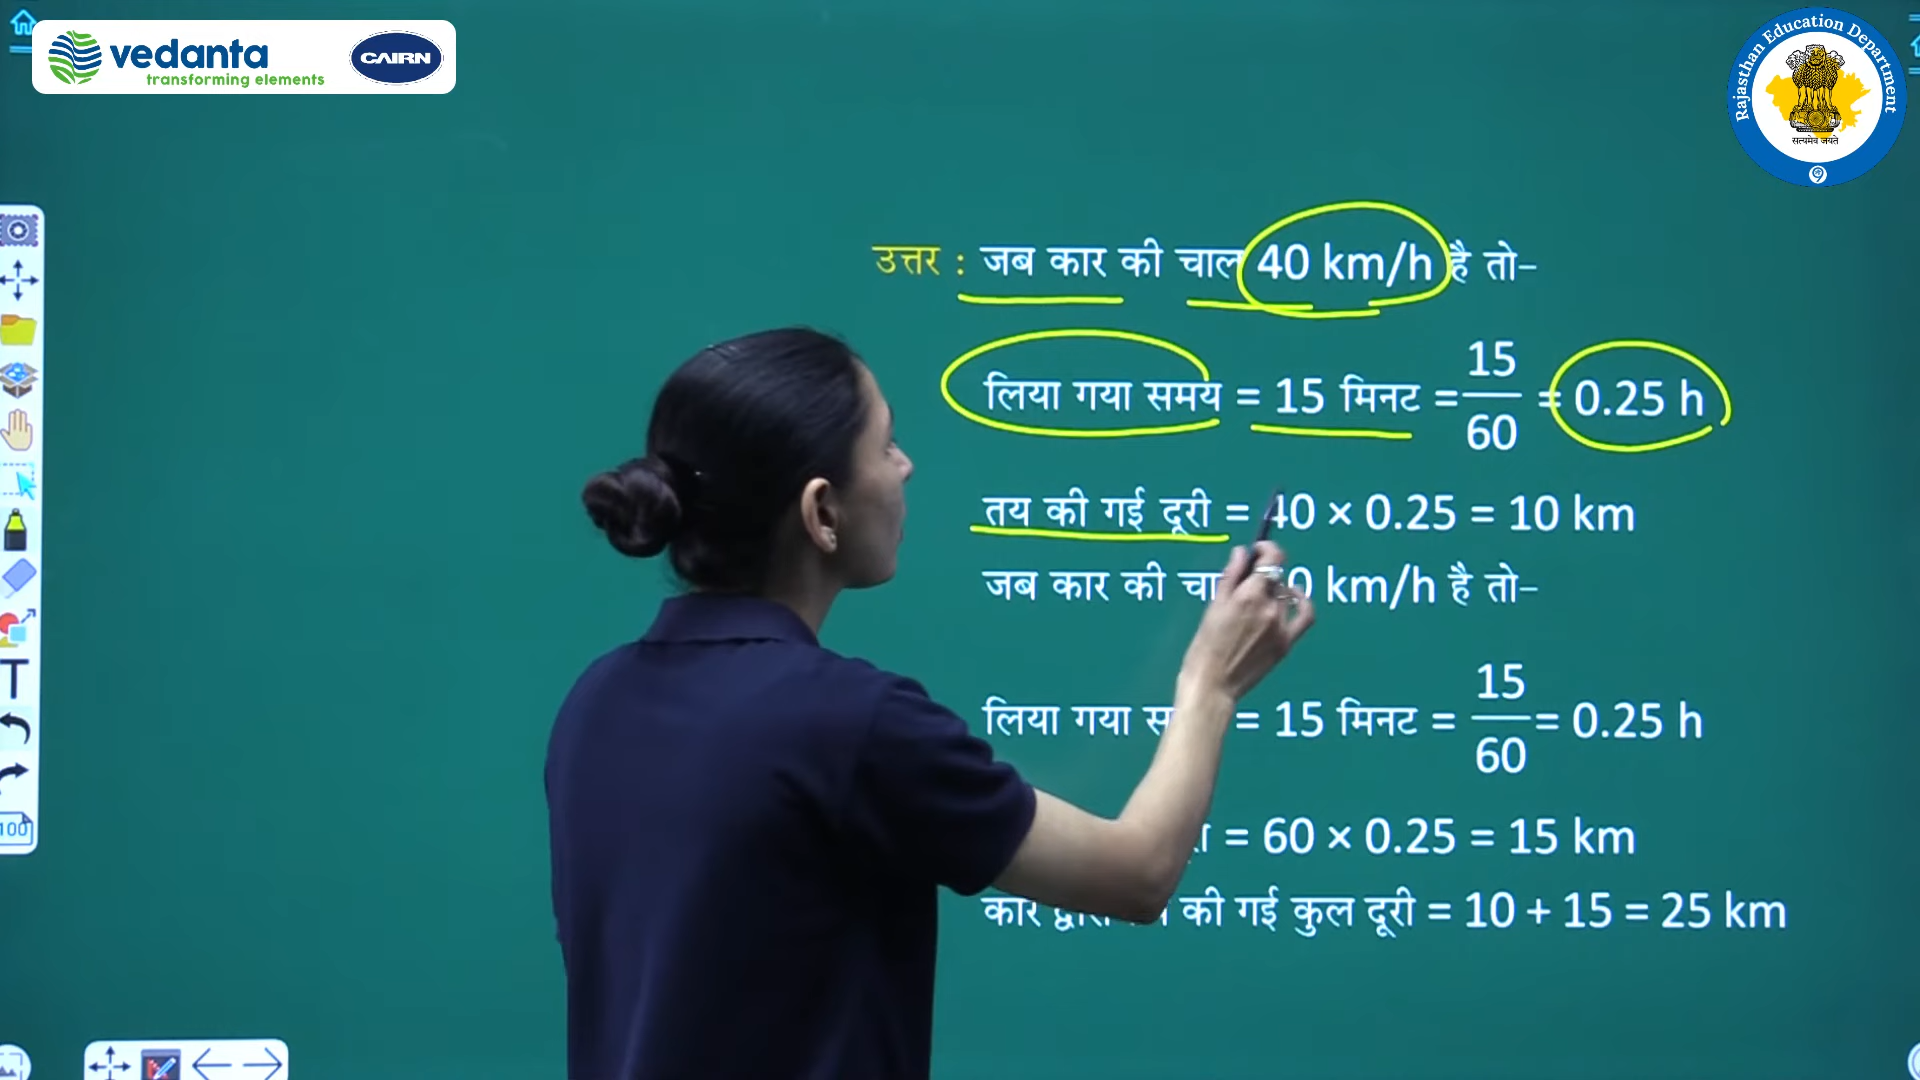 vedanta
transforming elements
CAIRN
Rajasthan Education Department
सत्यमेव जयते
उत्तर : जब कार की चाल 40 km/h है तो–
लिया गया समय = 15 मिनट = 15/60 = 0.25 h
तय की गई दूरी = 40 × 0.25 = 10 km
जब कार की 0 km/h है तो–
लिया गया = 15 मिनट = 15/60 = 0.25 h
= 60 × 0.25 = 15 km
कार की गई कुल दूरी = 10 + 15 = 25 km
T
100